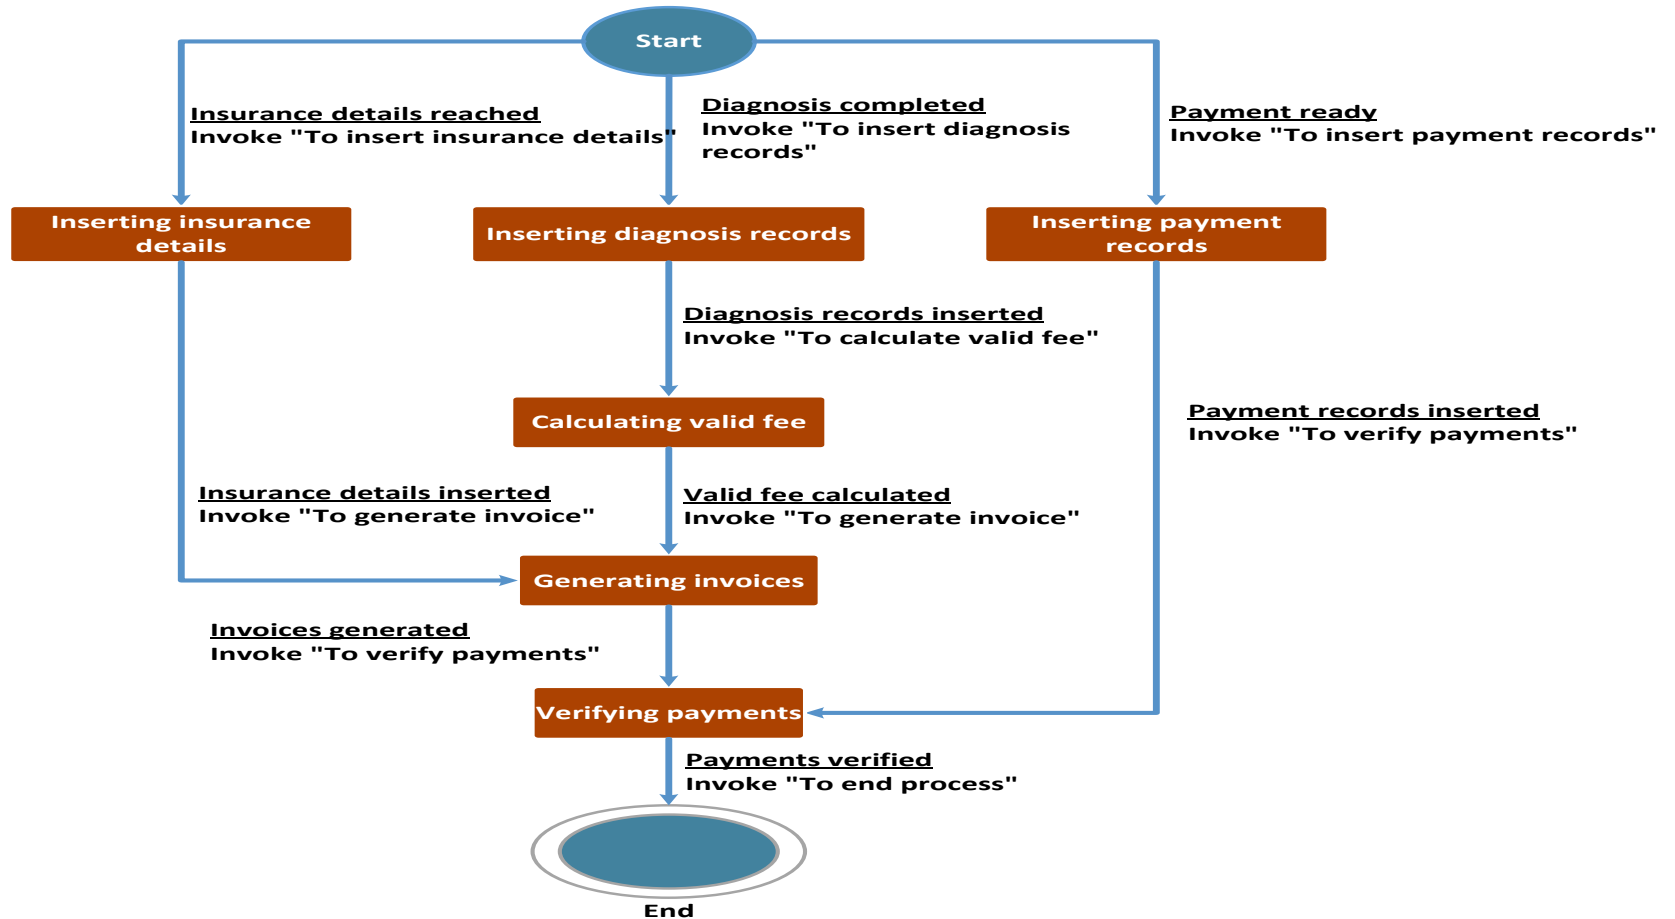 Start
Insurance details reached
Invoke "To insert insurance details"
Diagnosis completed
Invoke "To insert diagnosis
records"
Payment ready
Invoke "To insert payment records"
Inserting insurance
details
Inserting diagnosis records
Inserting payment
records
Diagnosis records inserted
Invoke "To calculate valid fee"
Calculating valid fee
Payment records inserted
Invoke "To verify payments"
Insurance details inserted
Invoke "To generate invoice"
Valid fee calculated
Invoke "To generate invoice"
Generating invoices
Invoices generated
Invoke "To verify payments"
Verifying payments
Payments verified
Invoke "To end process"
End